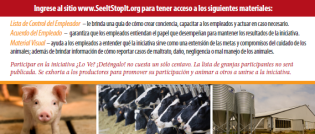 Ingrese al sitio www.SeeItStopIt.org para tener acceso a los siguientes materiales:
Lista de Control del Empleador – lo brinda una guía de cómo crear conciencia, capacitar a los empleados y actuar en caso necesario.
Acuerdo del Empleado – garantiza que los empleados entiendan el papel que desempeñan para mantener los resultados de la iniciativa.
Material Visual – ayuda a los empleados a entender qué la iniciativa sirve como una extensión de las metas y compromisos del cuidado de los
animales; además de brindar información de cómo reportar casos de maltrato, daño, negligencia o mal manejo de los animales.
Participar en la iniciativa ¿Lo Ve? ¡Deténgalo! no cuesta un sólo centavo. La lista de granjas participantes no será
publicada. Se exhorta a los productores para promover su participación y animar a otros a unirse a la iniciativa.